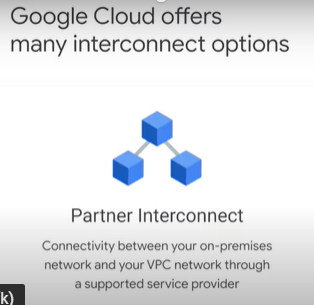 Google Cloud offers
many interconnect options
Partner Interconnect
Connectivity between your on-premises
network and your VPC network through
a supported service provider
k)